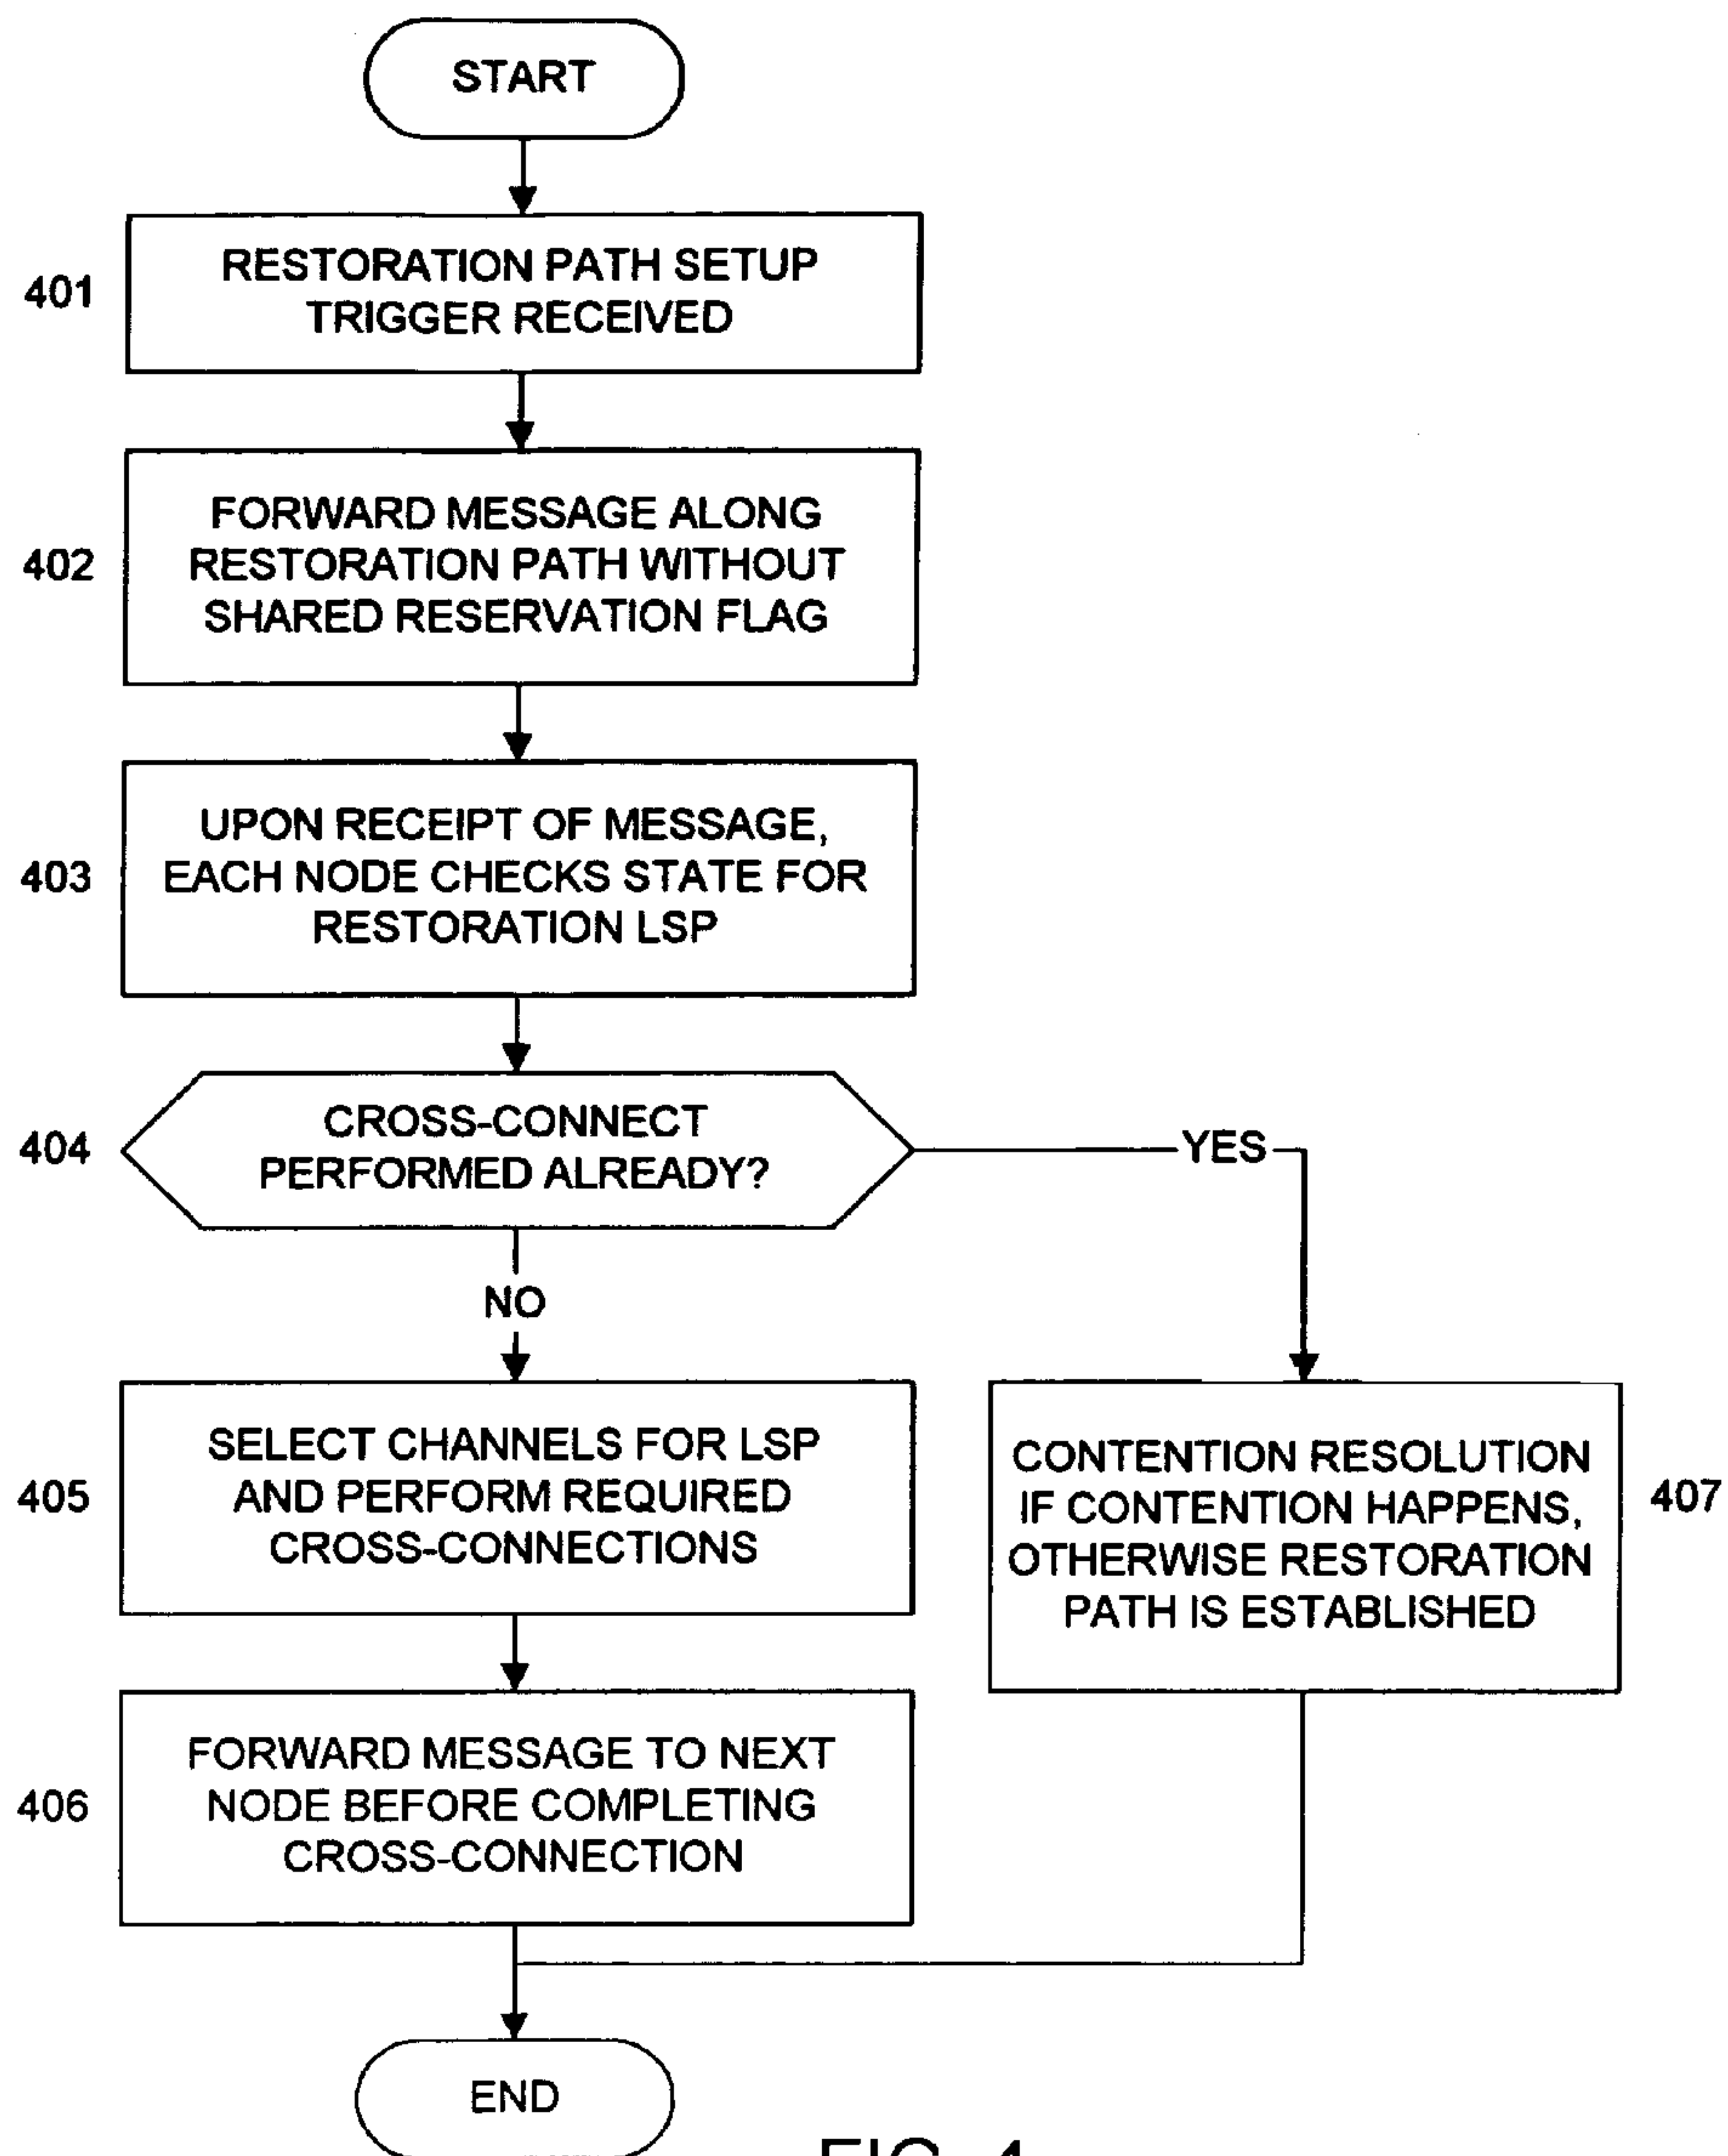 START
401
RESTORATION PATH SETUP
TRIGGER RECEIVED
402
FORWARD MESSAGE ALONG
RESTORATION PATH WITHOUT
SHARED RESERVATION FLAG
403
UPON RECEIPT OF MESSAGE,
EACH NODE CHECKS STATE FOR
RESTORATION LSP
404
CROSS-CONNECT
PERFORMED ALREADY?
YES
NO
405
SELECT CHANNELS FOR LSP
AND PERFORM REQUIRED
CROSS-CONNECTIONS
CONTENTION RESOLUTION
IF CONTENTION HAPPENS,
OTHERWISE RESTORATION
PATH IS ESTABLISHED
407
406
FORWARD MESSAGE TO NEXT
NODE BEFORE COMPLETING
CROSS-CONNECTION
END